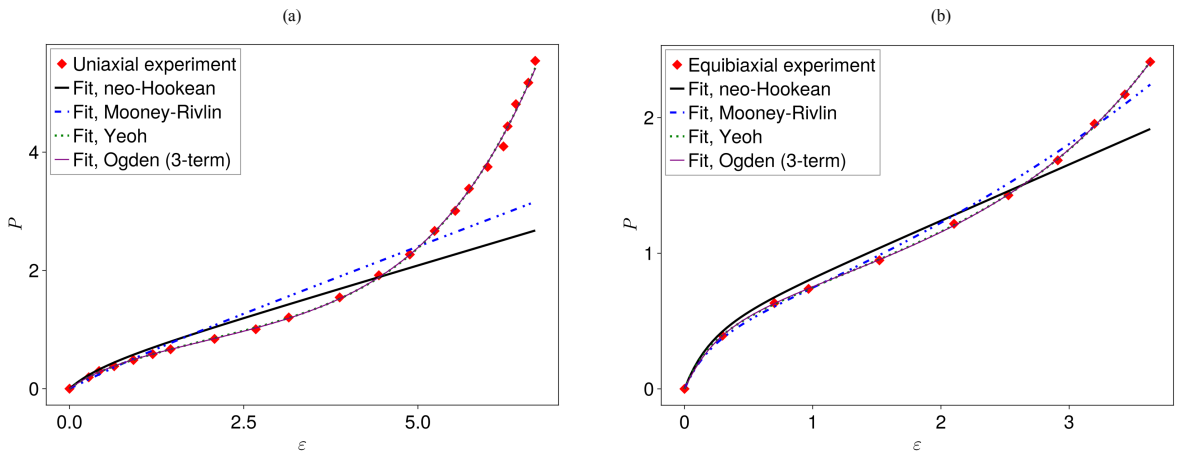 (a)
Uniaxial experiment
Fit, neo-Hookean
Fit, Mooney-Rivlin
Fit, Yeoh
Fit, Ogden (3-term)
4
2
0
P
0.0
2.5
5.0
ε
(b)
Equibiaxial experiment
Fit, neo-Hookean
Fit, Mooney-Rivlin
Fit, Yeoh
Fit, Ogden (3-term)
2
1
0
P
0
1
2
3
ε